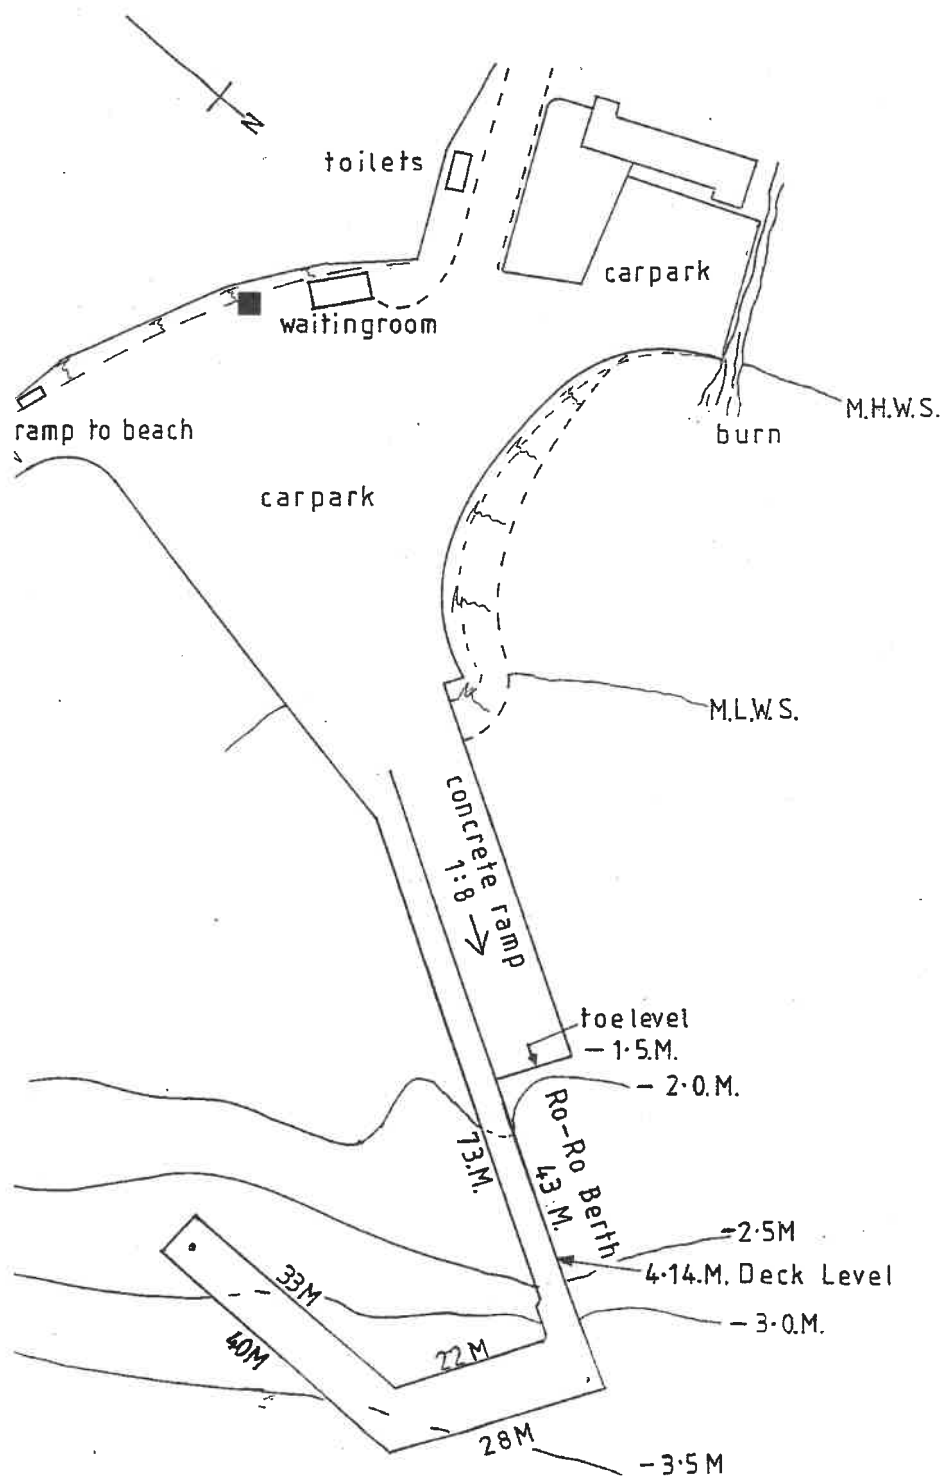 N
toilets
carpark
waitingroom
M.H.W.S.
ramp to beach
burn
carpark
M.L.W.S.
concrete ramp
1:8
toe level
- 1·5.M.
- 2·0.M.
Ro-Ro Berth
73.M.
43.M.
-2·5M
4·14.M. Deck Level
33M
- 3·0.M.
22M
40M
28M
- 3·5M